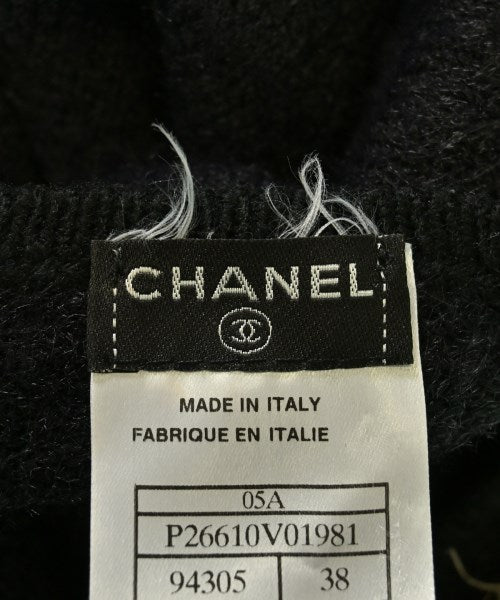 CHANEL
MADE IN ITALY
FABRIQUE EN ITALIE
05A
P26610V01981
94305 38